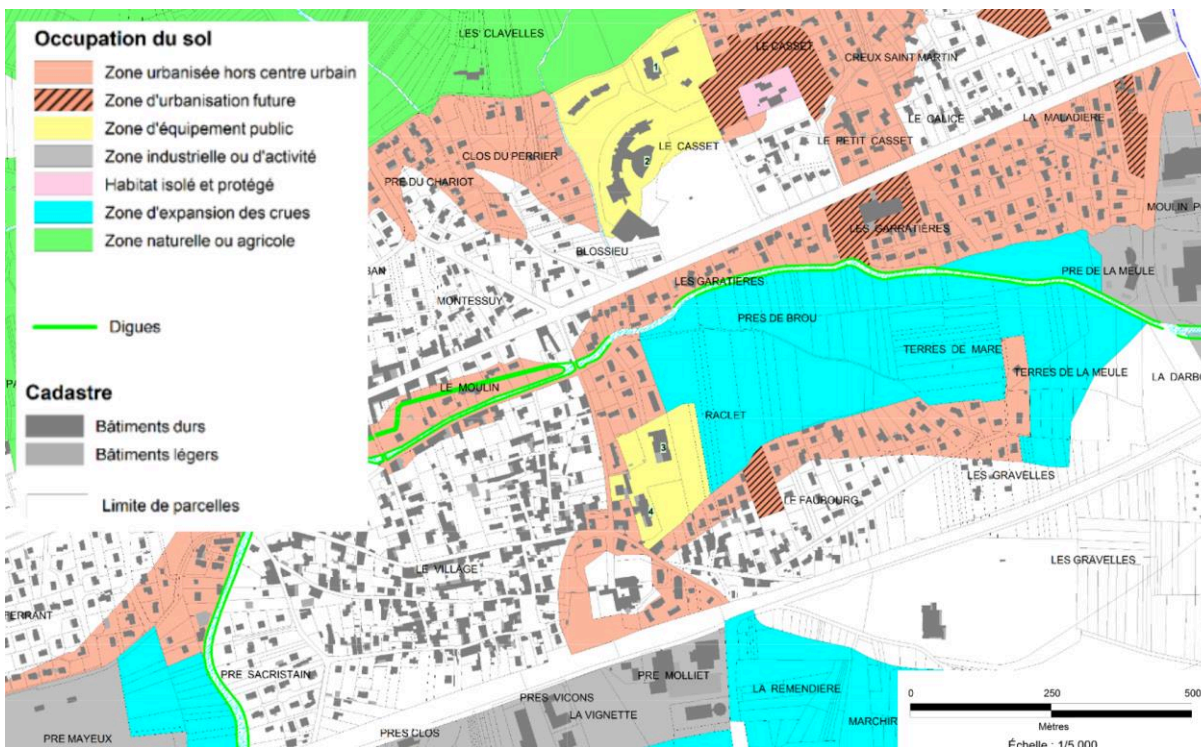 Occupation du sol
Zone urbanisée hors centre urbain
Zone d'urbanisation future
Zone d'équipement public
Zone industrielle ou d'activité
Habitat isolé et protégé
Zone d'expansion des crues
Zone naturelle ou agricole
Digues
Cadastre
Bâtiments durs
Bâtiments légers
Limite de parcelles
LES CLAVELLES
LE CASSET
CREUX SAINT MARTIN
1
LE CALICE
LA MALADIERE
LE CASSET
LE PETIT CASSET
CLOS DU PERRIER
2
PRE DU CHARIOT
MOULIN
LES GARRATIÈRES
BLOSSIEU
PRE DE LA MEULE
LES GARATIÈRES
MONTESSUY
PRES DE BROU
TERRES DE MARE
TERRES DE LA MEULE
LA DARBO
LE MOULIN
RACLET
3
LES GRAVELLES
LE FAUBOURG
4
LES GRAVELLES
LE VILLAGE
FERRANT
PRE SACRISTAIN
PRE MOLLIET
LA REMENDIERE
PRES VICONS
LA VIGNETTE
MARCHIR
PRES CLOS
PRE MAYEUX
0 250 500
Mètres
Échelle : 1/5 000